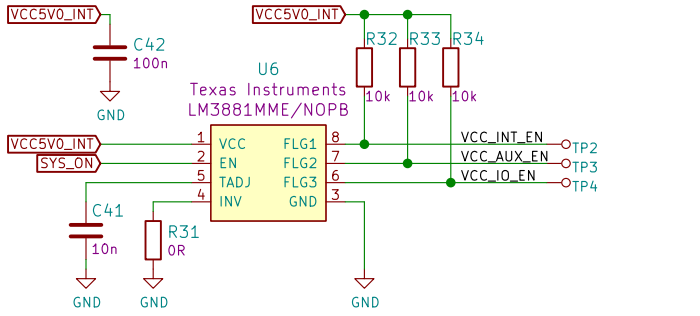 VCC5V0_INT
VCC5V0_INT
C42
100n
GND
R32
R33
R34
10k
10k
10k
U6
Texas Instruments
LM3881MME/NOPB
VCC5V0_INT
1
VCC
FLG1
8
VCC_INT_EN
TP2
SYS_ON
2
EN
FLG2
7
VCC_AUX_EN
TP3
5
TADJ
FLG3
6
VCC_IO_EN
TP4
4
INV
GND
3
C41
10n
R31
0R
GND
GND
GND